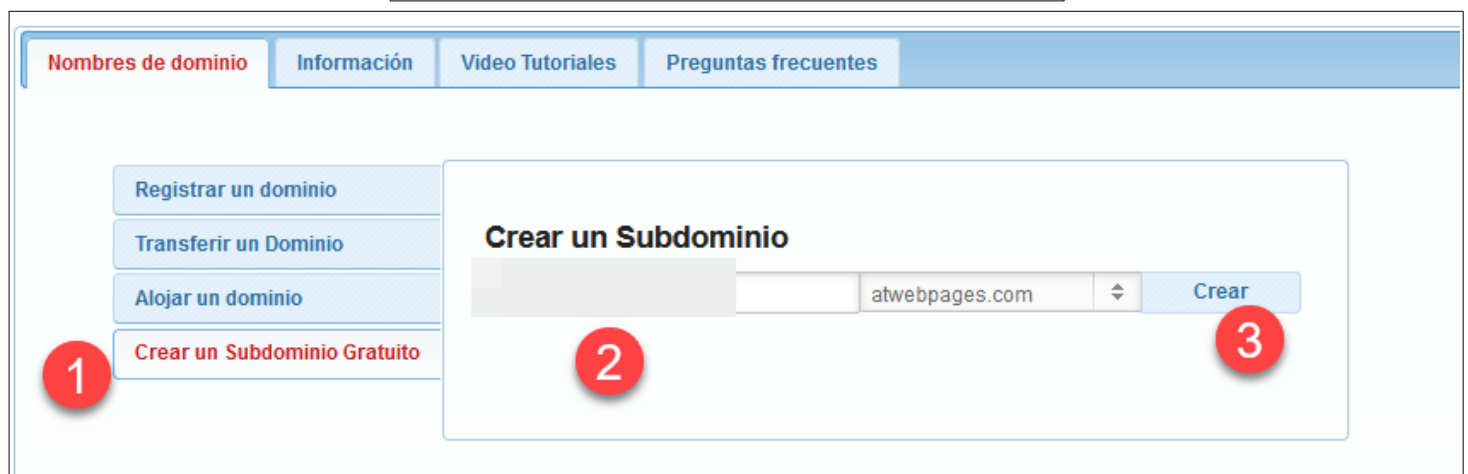 Nombres de dominio Información Video Tutoriales Preguntas frecuentes
Registrar un dominio
Transferir un Dominio
Alojar un dominio
Crear un Subdominio Gratuito
1
Crear un Subdominio
atwebpages.com Crear
2
3